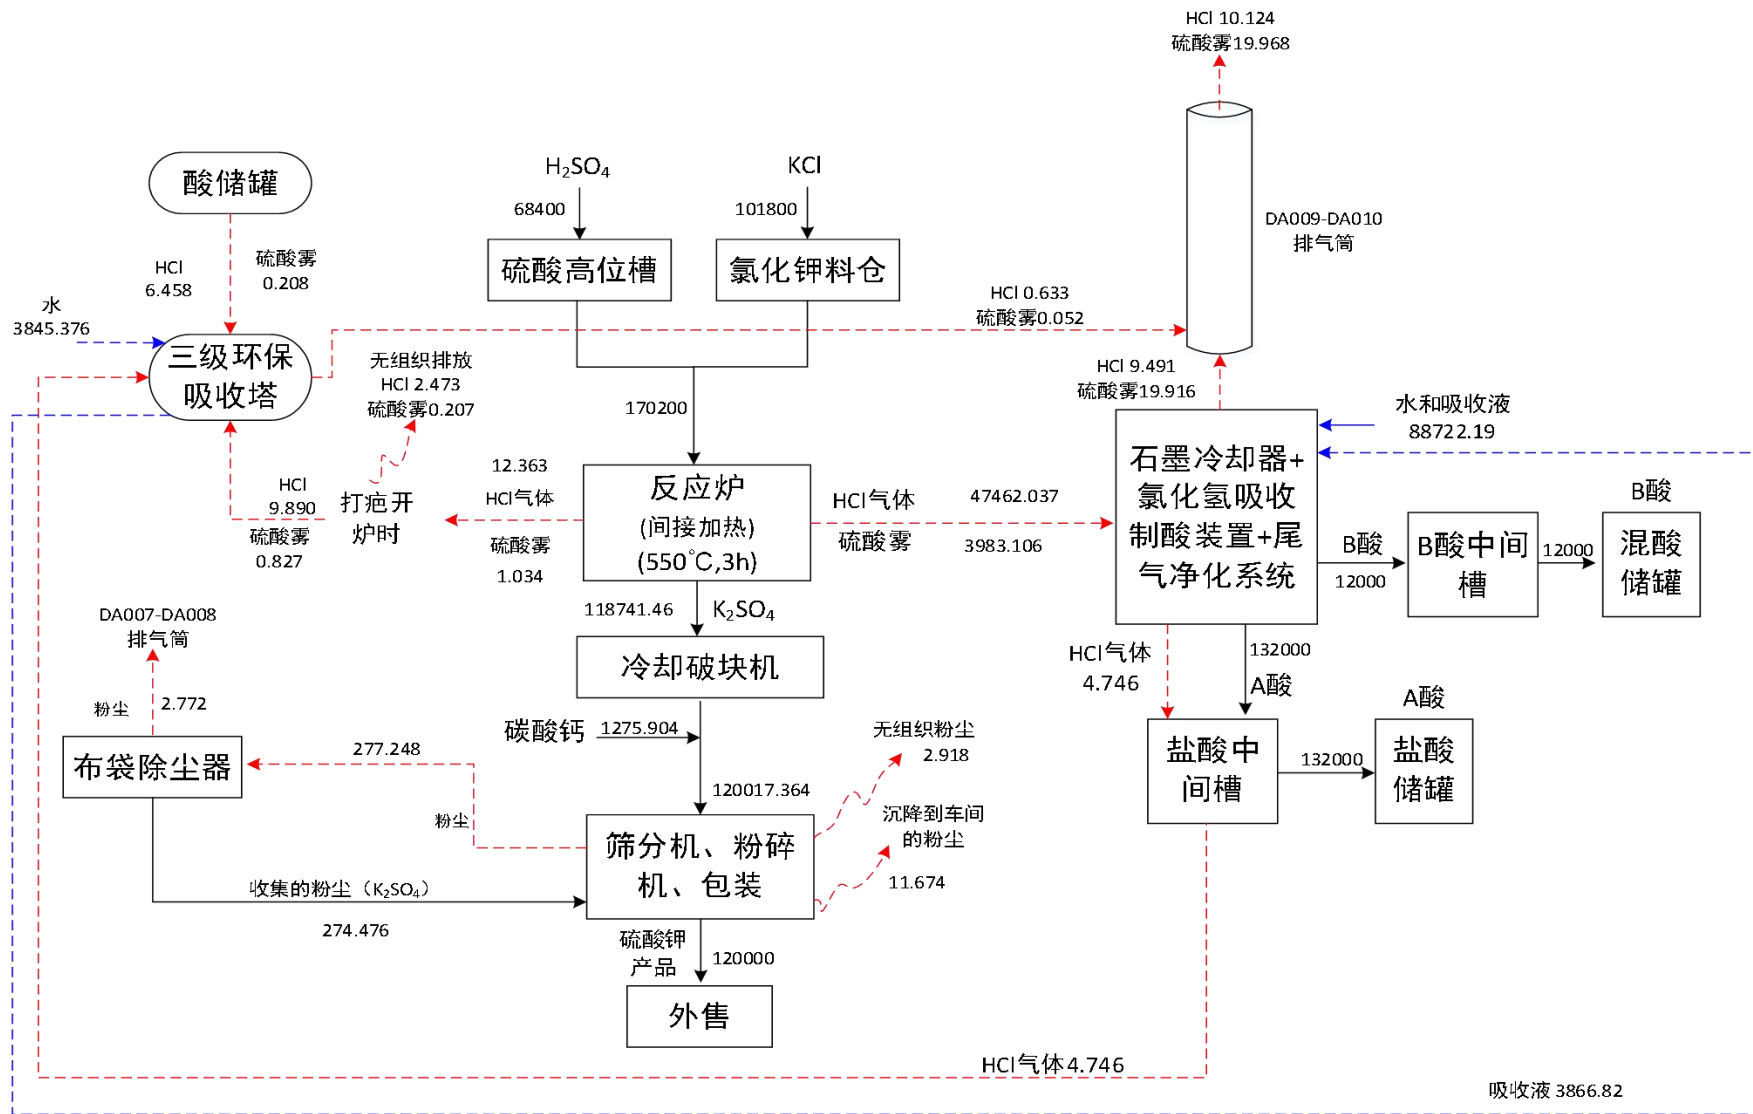 HCl 10.124
硫酸雾19.968
DA009-DA010
排气筒
酸储罐
HCl
6.458
硫酸雾
0.208
水
3845.376
三级环保
吸收塔
H₂SO₄
68400
硫酸高位槽
KCl
101800
氯化钾料仓
170200
HCl 0.633
硫酸雾0.052
HCl 9.491
硫酸雾19.916
无组织排放
HCl 2.473
硫酸雾0.207
HCl
9.890
硫酸雾
0.827
打疤开
炉时
12.363
HCl气体
硫酸雾
1.034
反应炉
(间接加热)
(550℃,3h)
HCl气体
硫酸雾
47462.037
3983.106
石墨冷却器+
氯化氢吸收
制酸装置+尾
气净化系统
水和吸收液
88722.19
B酸
12000
B酸中间
槽
12000
B酸
混酸
储罐
HCl气体
4.746
132000
A酸
盐酸中
间槽
132000
A酸
盐酸
储罐
118741.46
K₂SO₄
冷却破块机
碳酸钙
1275.904
120017.364
DA007-DA008
排气筒
粉尘
2.772
布袋除尘器
277.248
粉尘
收集的粉尘（K₂SO₄）
274.476
筛分机、粉碎
机、包装
无组织粉尘
2.918
沉降到车间
的粉尘
11.674
硫酸钾
产品
120000
外售
HCl气体4.746
吸收液 3866.82